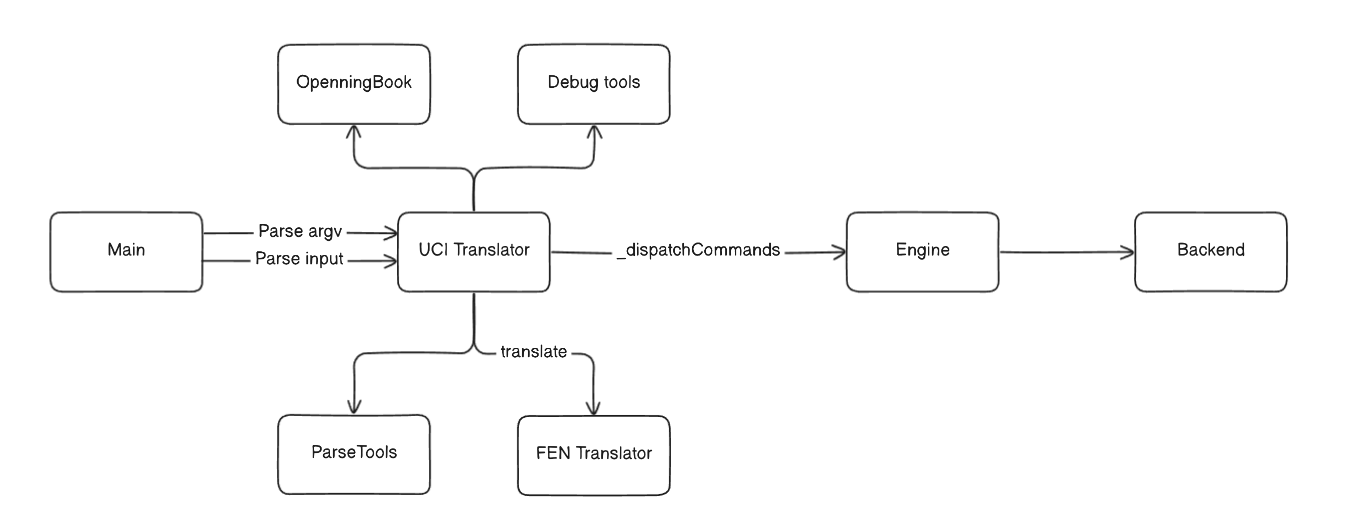 OpenningBook
Debug tools
Main
Parse argv
Parse input
UCI Translator
_dispatchCommands
Engine
Backend
translate
ParseTools
FEN Translator